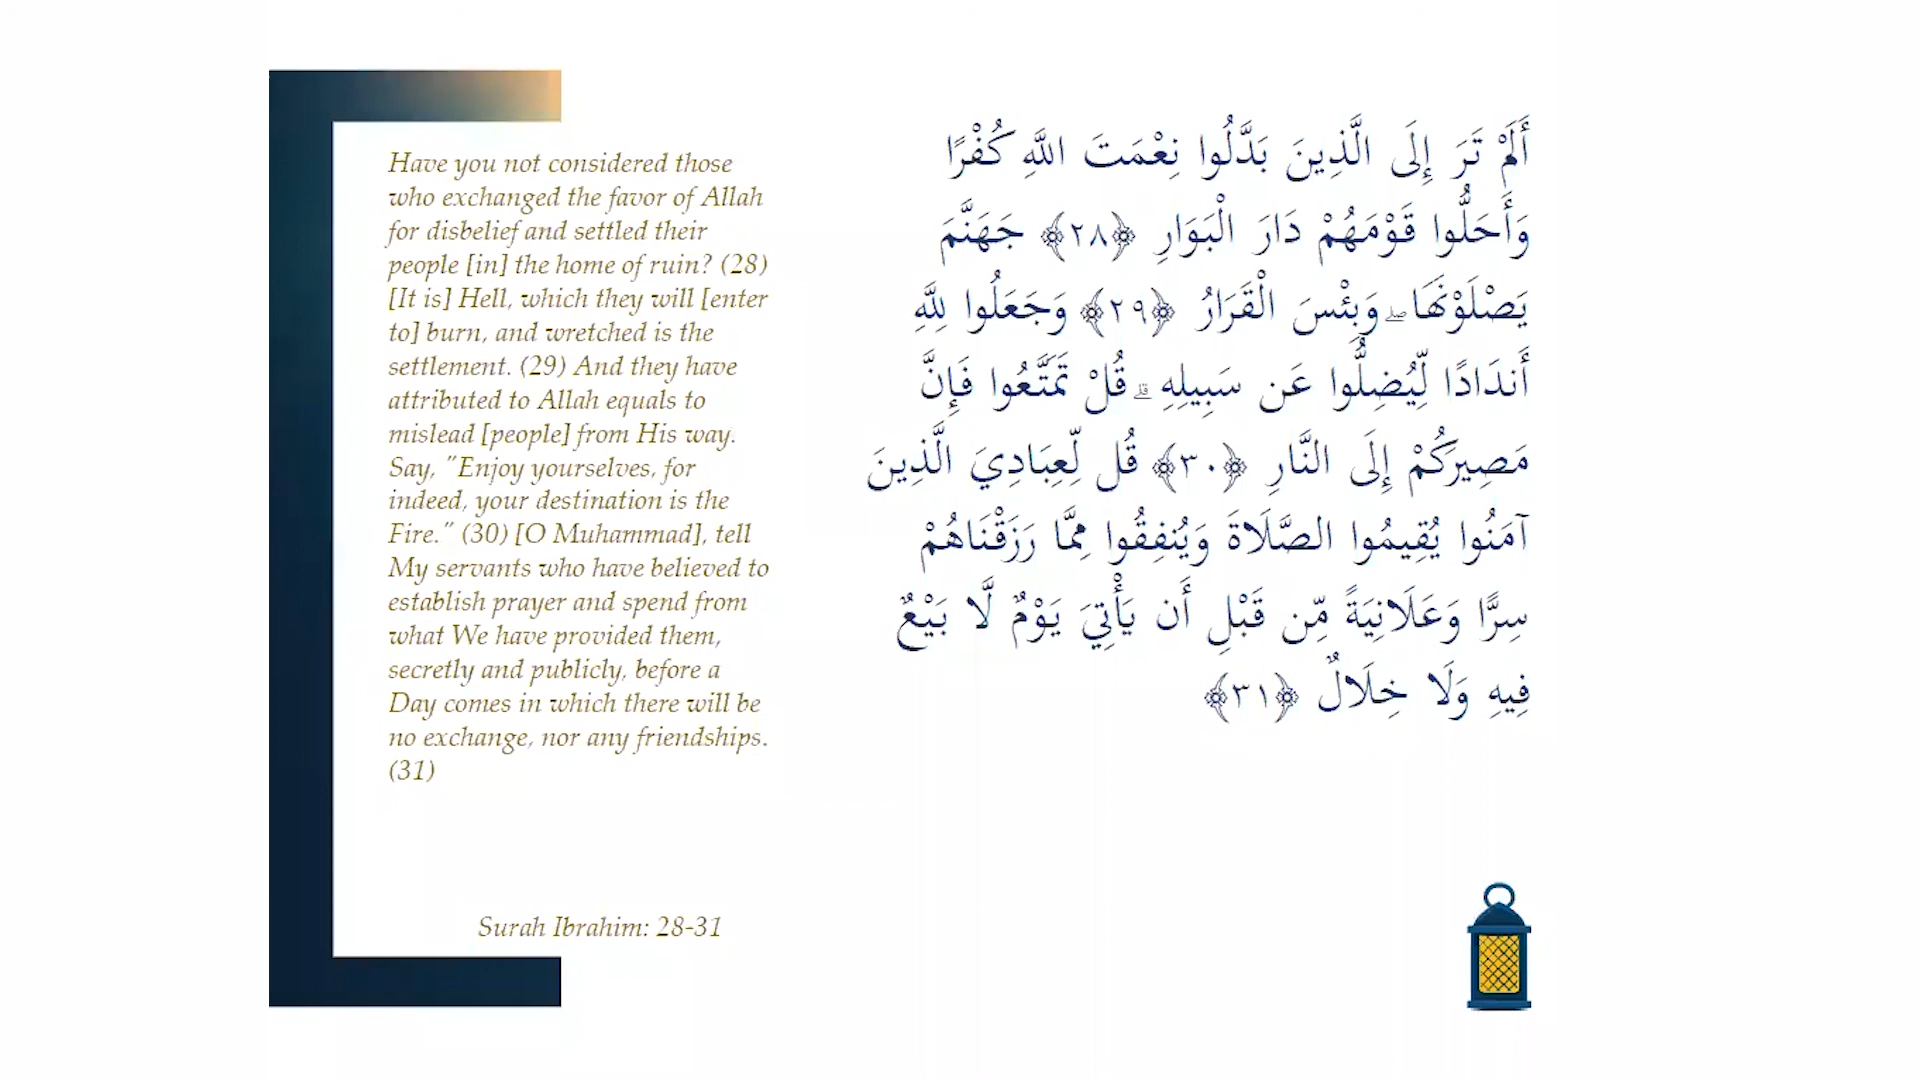 Have you not considered those
who exchanged the favor of Allah
for disbelief and settled their
people [in] the home of ruin? (28)
[It is] Hell, which they will [enter
to] burn, and wretched is the
settlement. (29) And they have
attributed to Allah equals to
mislead [people] from His way.
Say, "Enjoy yourselves, for
indeed, your destination is the
Fire." (30) [O Muhammad], tell
My servants who have believed to
establish prayer and spend from
what We have provided them,
secretly and publicly, before a
Day comes in which there will be
no exchange, nor any friendships.
(31)
Surah Ibrahim: 28-31
أَلَمْ تَرَ إِلَى الَّذِينَ بَدَّلُوا نِعْمَتَ اللَّهِ كُفْرًا
وَأَحَلُّوا قَوْمَهُمْ دَارَ الْبَوَارِ ﴿٢٨﴾ جَهَنَّمَ
يَصْلَوْنَهَا ۖ وَبِئْسَ الْقَرَارُ ﴿٢٩﴾ وَجَعَلُوا لِلَّهِ
أَندَادًا لِّيُضِلُّوا عَن سَبِيلِهِ ۗ قُلْ تَمَتَّعُوا فَإِنَّ
مَصِيرَكُمْ إِلَى النَّارِ ﴿٣٠﴾ قُل لِّعِبَادِيَ الَّذِينَ
آمَنُوا يُقِيمُوا الصَّلَاةَ وَيُنفِقُوا مِمَّا رَزَقْنَاهُمْ
سِرًّا وَعَلَانِيَةً مِّن قَبْلِ أَن يَأْتِيَ يَوْمٌ لَّا بَيْعٌ
فِيهِ وَلَا خِلَالٌ ﴿٣١﴾